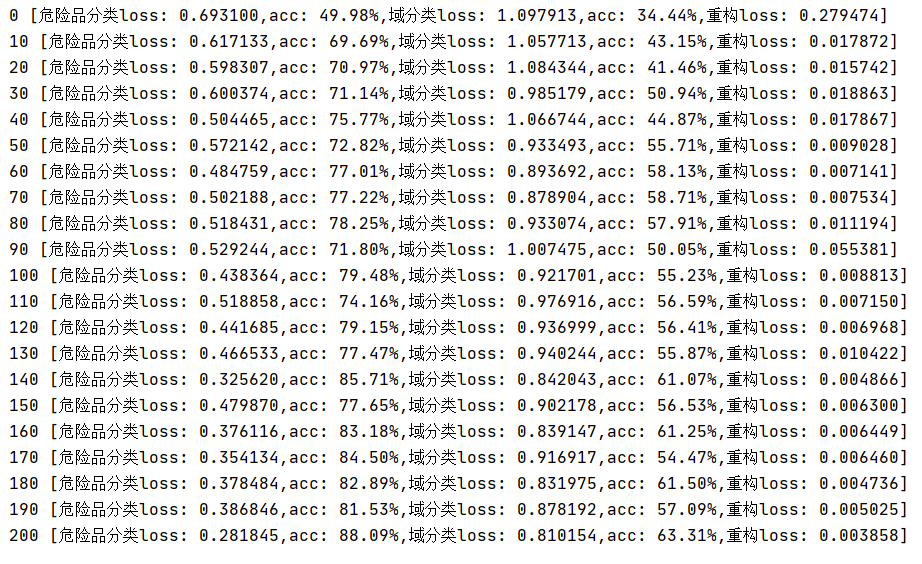 0 [危险品分类loss: 0.693100,acc: 49.98%,域分类loss: 1.097913,acc: 34.44%,重构loss: 0.279474]
10 [危险品分类loss: 0.617133,acc: 69.69%,域分类loss: 1.057713,acc: 43.15%,重构loss: 0.017872]
20 [危险品分类loss: 0.598307,acc: 70.97%,域分类loss: 1.084344,acc: 41.46%,重构loss: 0.015742]
30 [危险品分类loss: 0.600374,acc: 71.14%,域分类loss: 0.985179,acc: 50.94%,重构loss: 0.018863]
40 [危险品分类loss: 0.504465,acc: 75.77%,域分类loss: 1.066744,acc: 44.87%,重构loss: 0.017867]
50 [危险品分类loss: 0.572142,acc: 72.82%,域分类loss: 0.933493,acc: 55.71%,重构loss: 0.009028]
60 [危险品分类loss: 0.484759,acc: 77.01%,域分类loss: 0.893692,acc: 58.13%,重构loss: 0.007141]
70 [危险品分类loss: 0.502188,acc: 77.22%,域分类loss: 0.878904,acc: 58.71%,重构loss: 0.007534]
80 [危险品分类loss: 0.518431,acc: 78.25%,域分类loss: 0.933074,acc: 57.91%,重构loss: 0.011194]
90 [危险品分类loss: 0.529244,acc: 71.80%,域分类loss: 1.007475,acc: 50.05%,重构loss: 0.055381]
100 [危险品分类loss: 0.438364,acc: 79.48%,域分类loss: 0.921701,acc: 55.23%,重构loss: 0.008813]
110 [危险品分类loss: 0.518858,acc: 74.16%,域分类loss: 0.976916,acc: 56.59%,重构loss: 0.007150]
120 [危险品分类loss: 0.441685,acc: 79.15%,域分类loss: 0.936999,acc: 56.41%,重构loss: 0.006968]
130 [危险品分类loss: 0.466533,acc: 77.47%,域分类loss: 0.940244,acc: 55.87%,重构loss: 0.010422]
140 [危险品分类loss: 0.325620,acc: 85.71%,域分类loss: 0.842043,acc: 61.07%,重构loss: 0.004866]
150 [危险品分类loss: 0.479870,acc: 77.65%,域分类loss: 0.902178,acc: 56.53%,重构loss: 0.006300]
160 [危险品分类loss: 0.376116,acc: 83.18%,域分类loss: 0.839147,acc: 61.25%,重构loss: 0.006449]
170 [危险品分类loss: 0.354134,acc: 84.50%,域分类loss: 0.916917,acc: 54.47%,重构loss: 0.006460]
180 [危险品分类loss: 0.378484,acc: 82.89%,域分类loss: 0.831975,acc: 61.50%,重构loss: 0.004736]
190 [危险品分类loss: 0.386846,acc: 81.53%,域分类loss: 0.878192,acc: 57.09%,重构loss: 0.005025]
200 [危险品分类loss: 0.281845,acc: 88.09%,域分类loss: 0.810154,acc: 63.31%,重构loss: 0.003858]